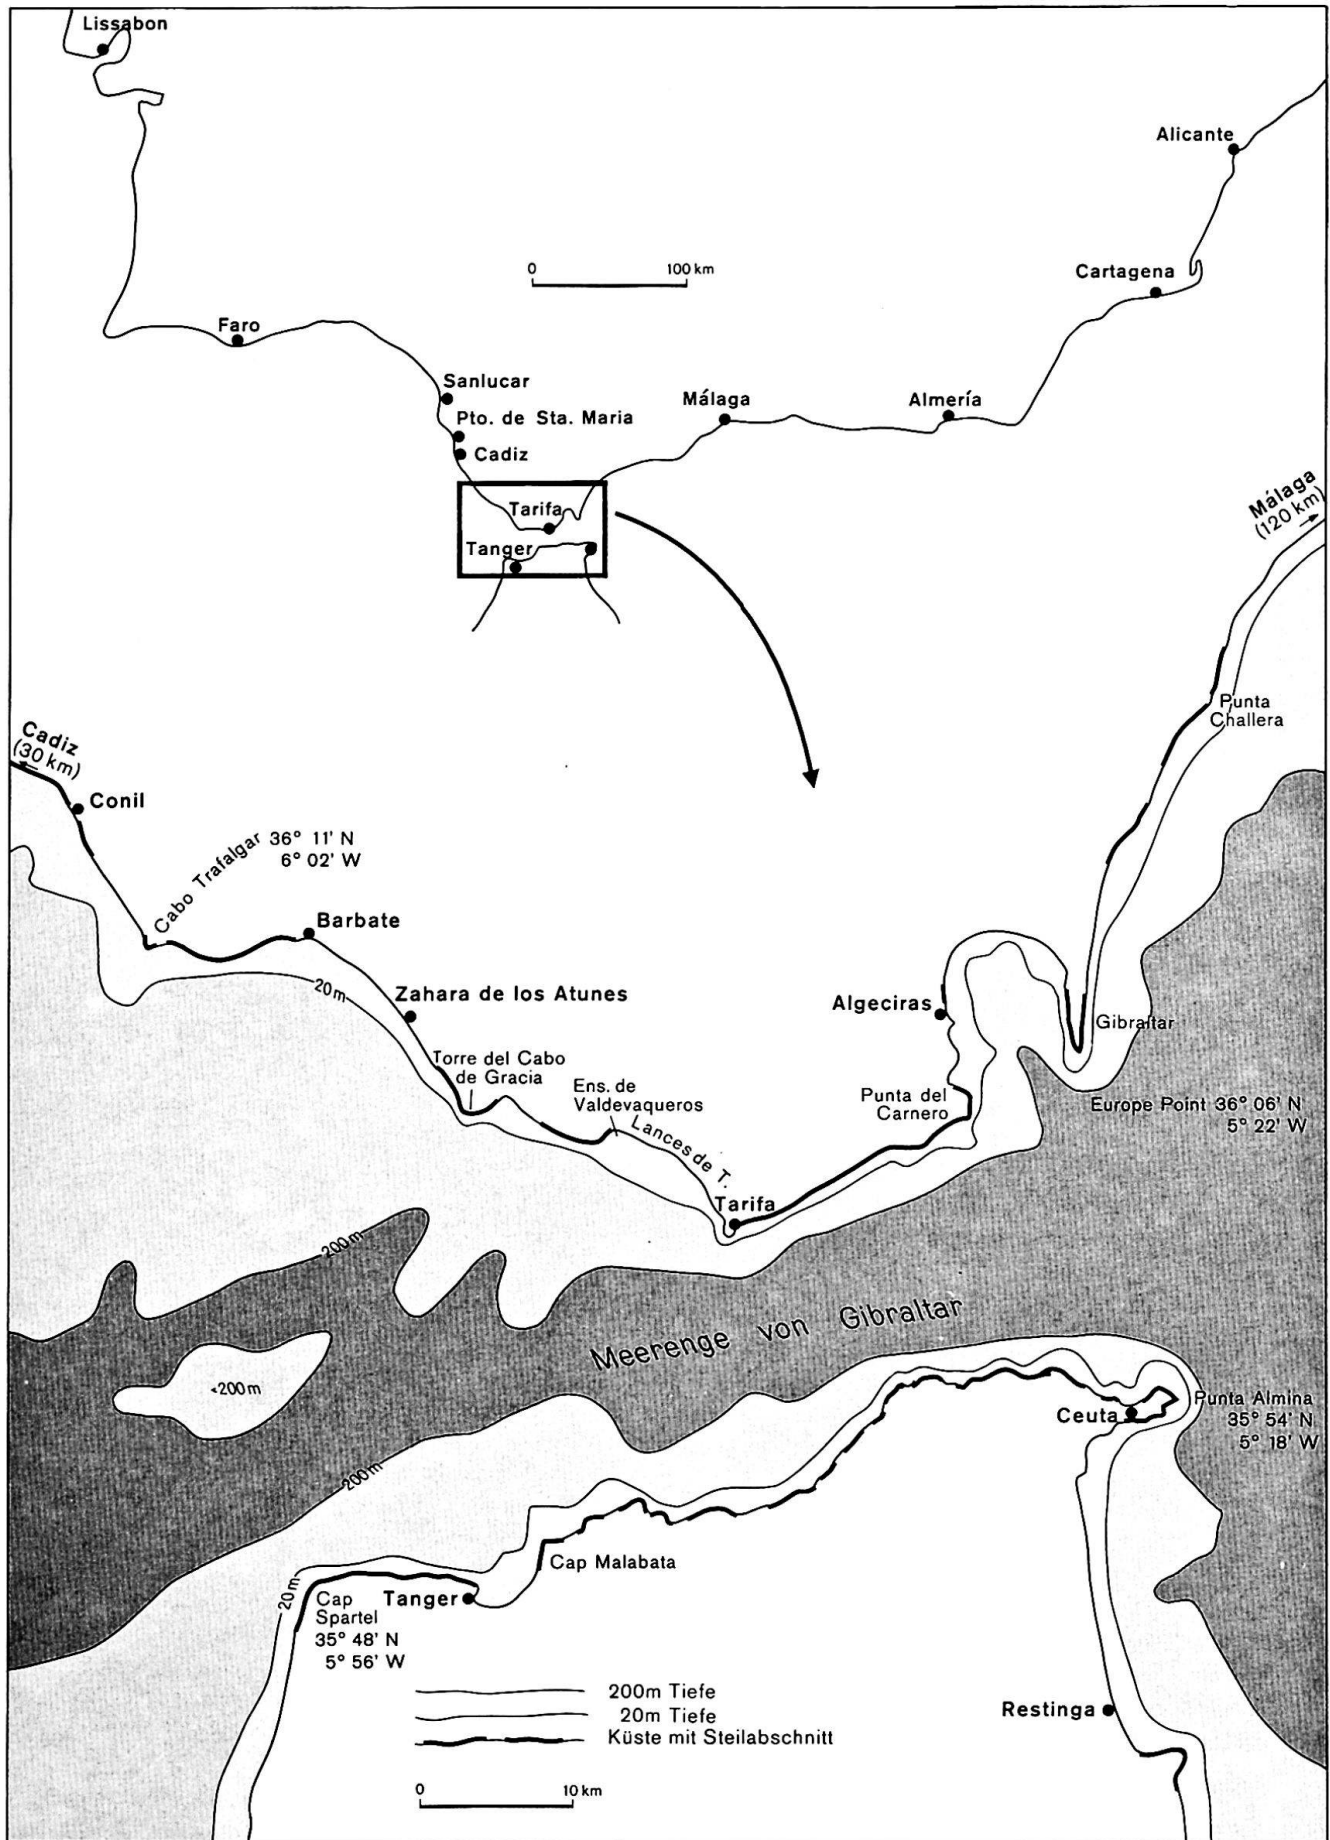 Lissabon
Alicante
0 100 km
Cartagena
Faro
Sanlucar
Málaga
Almería
Pto. de Sta. Maria
Cadiz
Tarifa
Tanger
Málaga
(120 km)
Punta
Challera
Cadiz
(30 km)
Conil
Cabo Trafalgar 36° 11' N
6° 02' W
Barbate
20 m
Zahara de los Atunes
Algeciras
Gibraltar
Torre del Cabo
de Gracia
Ens. de
Valdevaqueros
Lances de T.
Punta del
Carnero
Europe Point 36° 06' N
5° 22' W
Tarifa
200m
Meerenge von Gibraltar
<200m
Punta Almina
35° 54' N
5° 18' W
Ceuta
200m
Cap Malabata
20m
Cap
Spartel
35° 48' N
5° 56' W
Tanger
200m Tiefe
20m Tiefe
Küste mit Steilabschnitt
Restinga
0 10 km